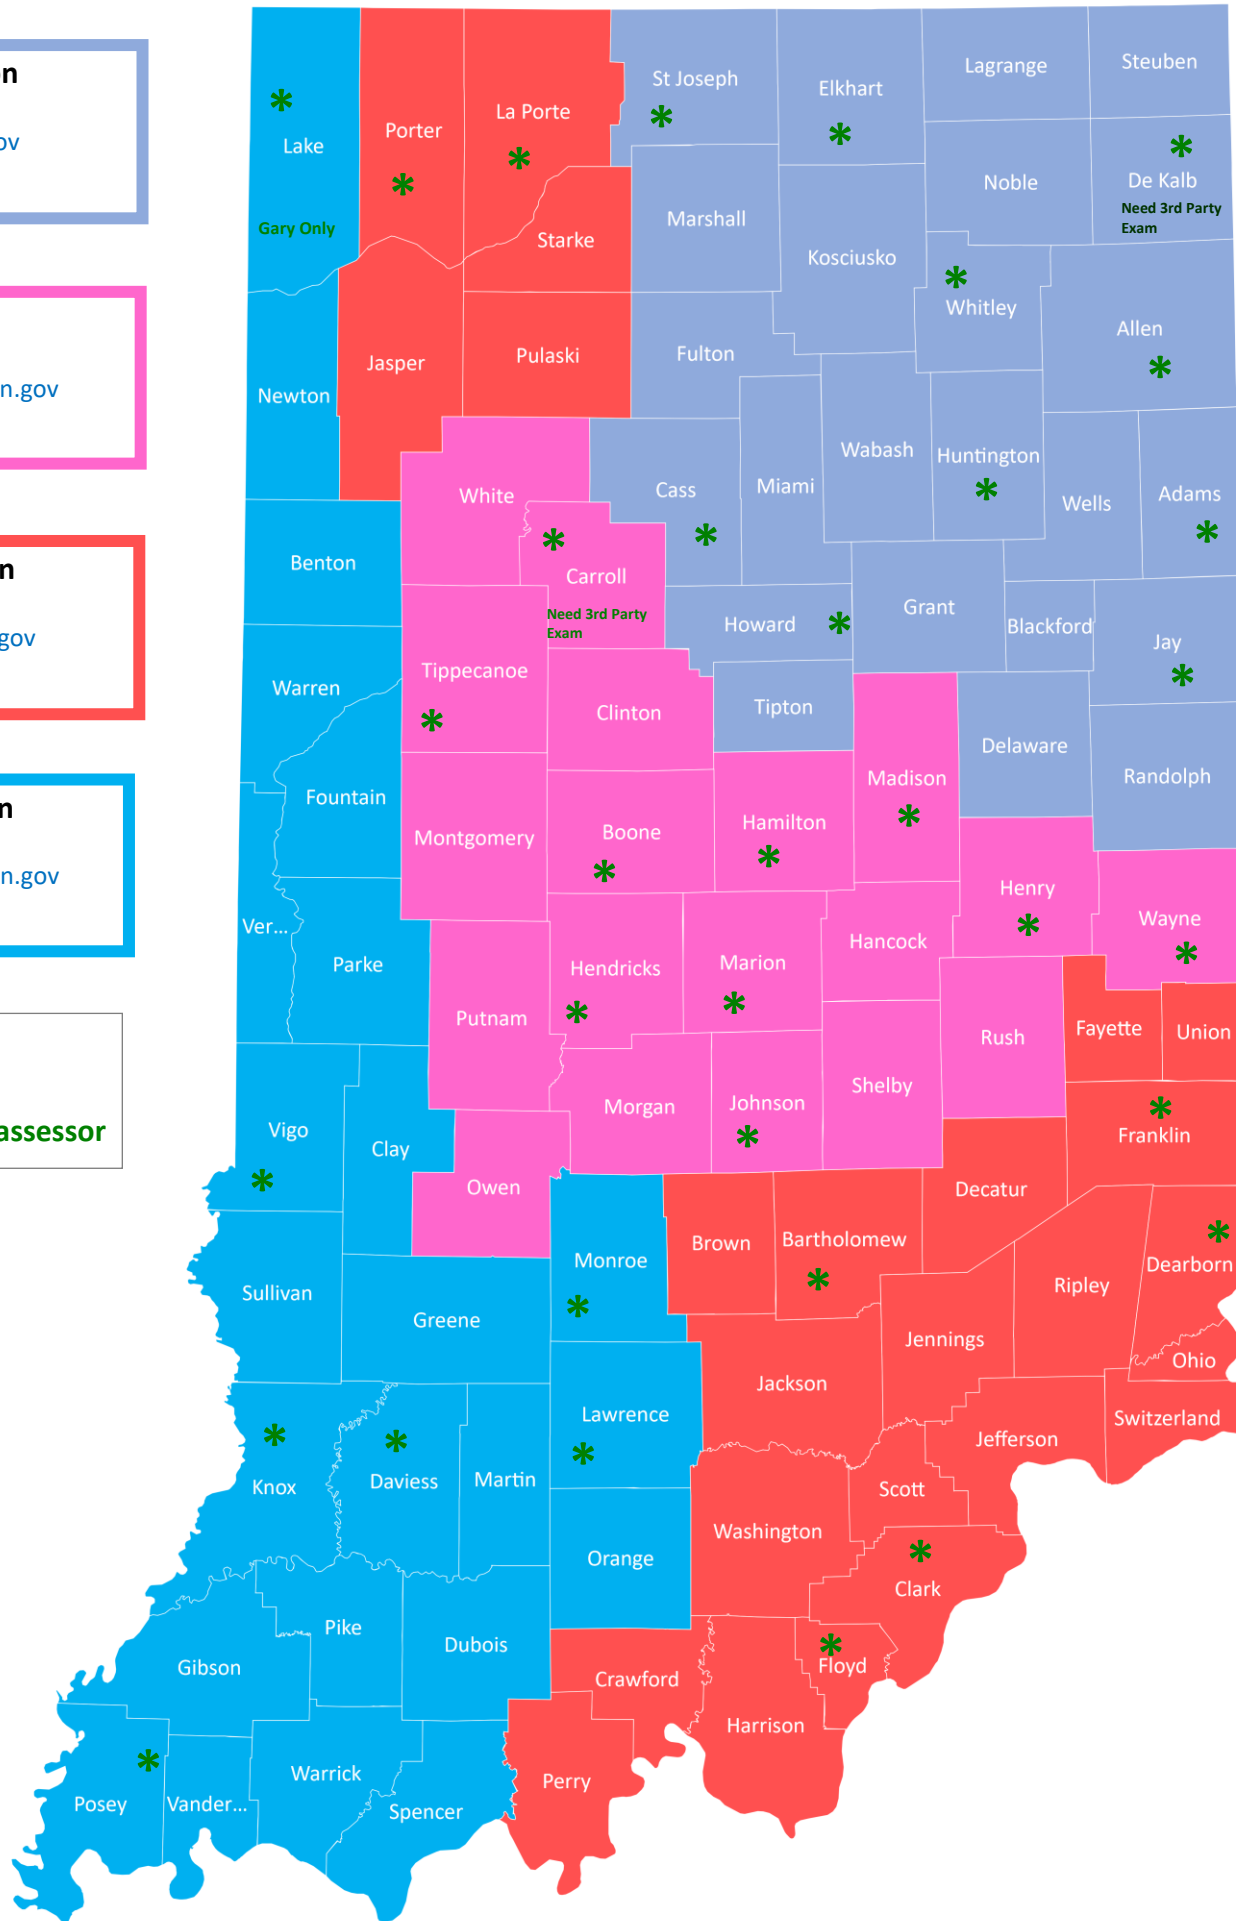 n
ov
n.gov
n
gov
n
n.gov
assessor
St Joseph
Elkhart
Lagrange
Steuben
*
Lake
Porter
*
La Porte
*
*
*
Noble
*
De Kalb
Need 3rd Party
Exam
Gary Only
Starke
Marshall
Kosciusko
*
Whitley
Allen
*
Newton
Jasper
Pulaski
Fulton
White
Cass
*
Miami
Wabash
Huntington
*
Wells
Adams
*
Benton
*
Carroll
Need 3rd Party
Exam
Howard *
Grant
Blackford
Jay
*
Warren
Tippecanoe
*
Clinton
Tipton
Delaware
Randolph
Fountain
Montgomery
Boone
*
Hamilton
*
Madison
*
Henry
*
Wayne
*
Ver...
Parke
Putnam
Hendricks
*
Marion
*
Hancock
Rush
Fayette
Union
Vigo
*
Clay
Owen
Morgan
Johnson
*
Shelby
*
Franklin
Decatur
Sullivan
Greene
Monroe
*
Brown
Bartholomew
*
Ripley
*
Dearborn
Ohio
Jennings
Jackson
Lawrence
*
Switzerland
Jefferson
*
Knox
*
Daviess
Martin
Orange
Washington
Scott
*
Clark
Gibson
Pike
Dubois
Crawford
Harrison
*
Floyd
*
Posey
Vander...
Warrick
Spencer
Perry